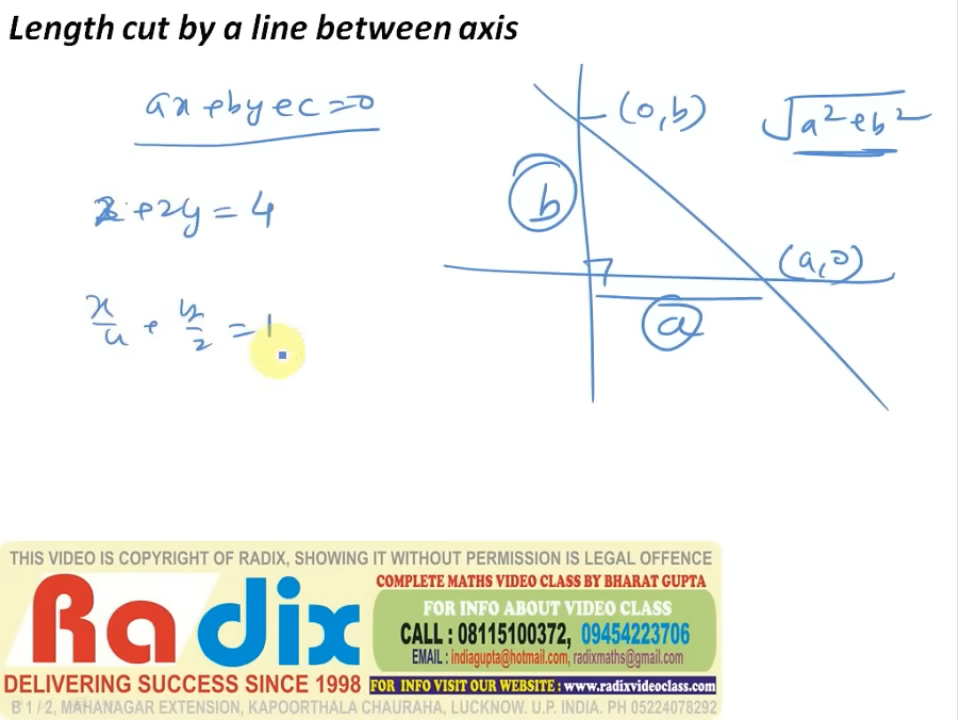 Length cut by a line between axis
ax+by+c=0
x+2y=4
x/4 + y/2 = 1
(0,b)
√a²+b²
b
(a,0)
a
THIS VIDEO IS COPYRIGHT OF RADIX, SHOWING IT WITHOUT PERMISSION IS LEGAL OFFENCE
Radix
DELIVERING SUCCESS SINCE 1998
COMPLETE MATHS VIDEO CLASS BY BHARAT GUPTA
FOR INFO ABOUT VIDEO CLASS
CALL : 08115100372, 09454223706
EMAIL : indiagupta@hotmail.com, radixmaths@gmail.com
FOR INFO VISIT OUR WEBSITE : www.radixvideoclass.com
B 1 / 2, MAHANAGAR EXTENSION, KAPOORTHALA CHAURAHA, LUCKNOW. U.P. INDIA. PH 05224078292